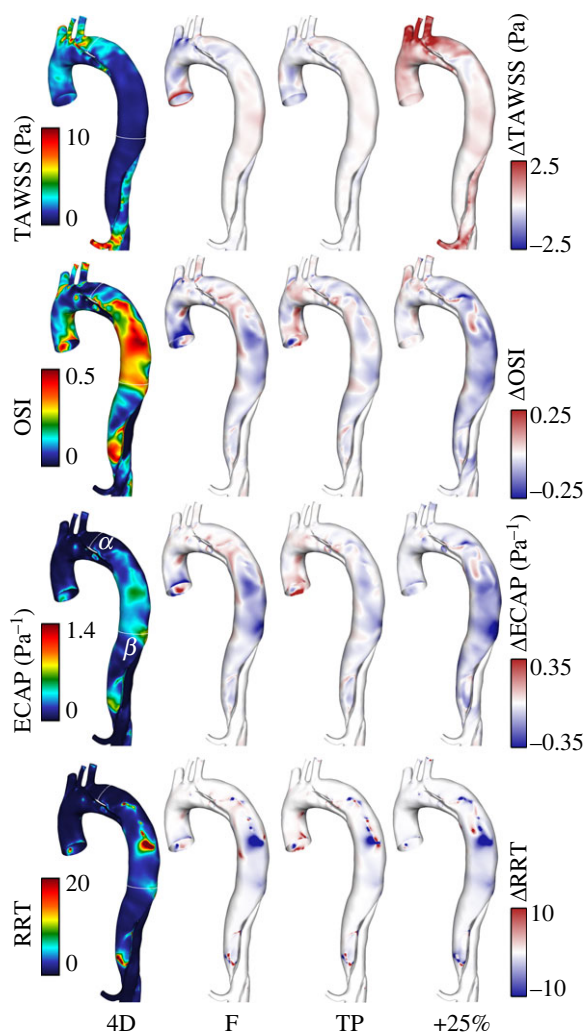 TAWSS (Pa)
10
0
ΔTAWSS (Pa)
2.5
–2.5
OSI
0.5
0
ΔOSI
0.25
–0.25
ECAP (Pa⁻¹)
1.4
0
α
β
ΔECAP (Pa⁻¹)
0.35
–0.35
RRT
20
0
ΔRRT
10
–10
4D F TP +25%